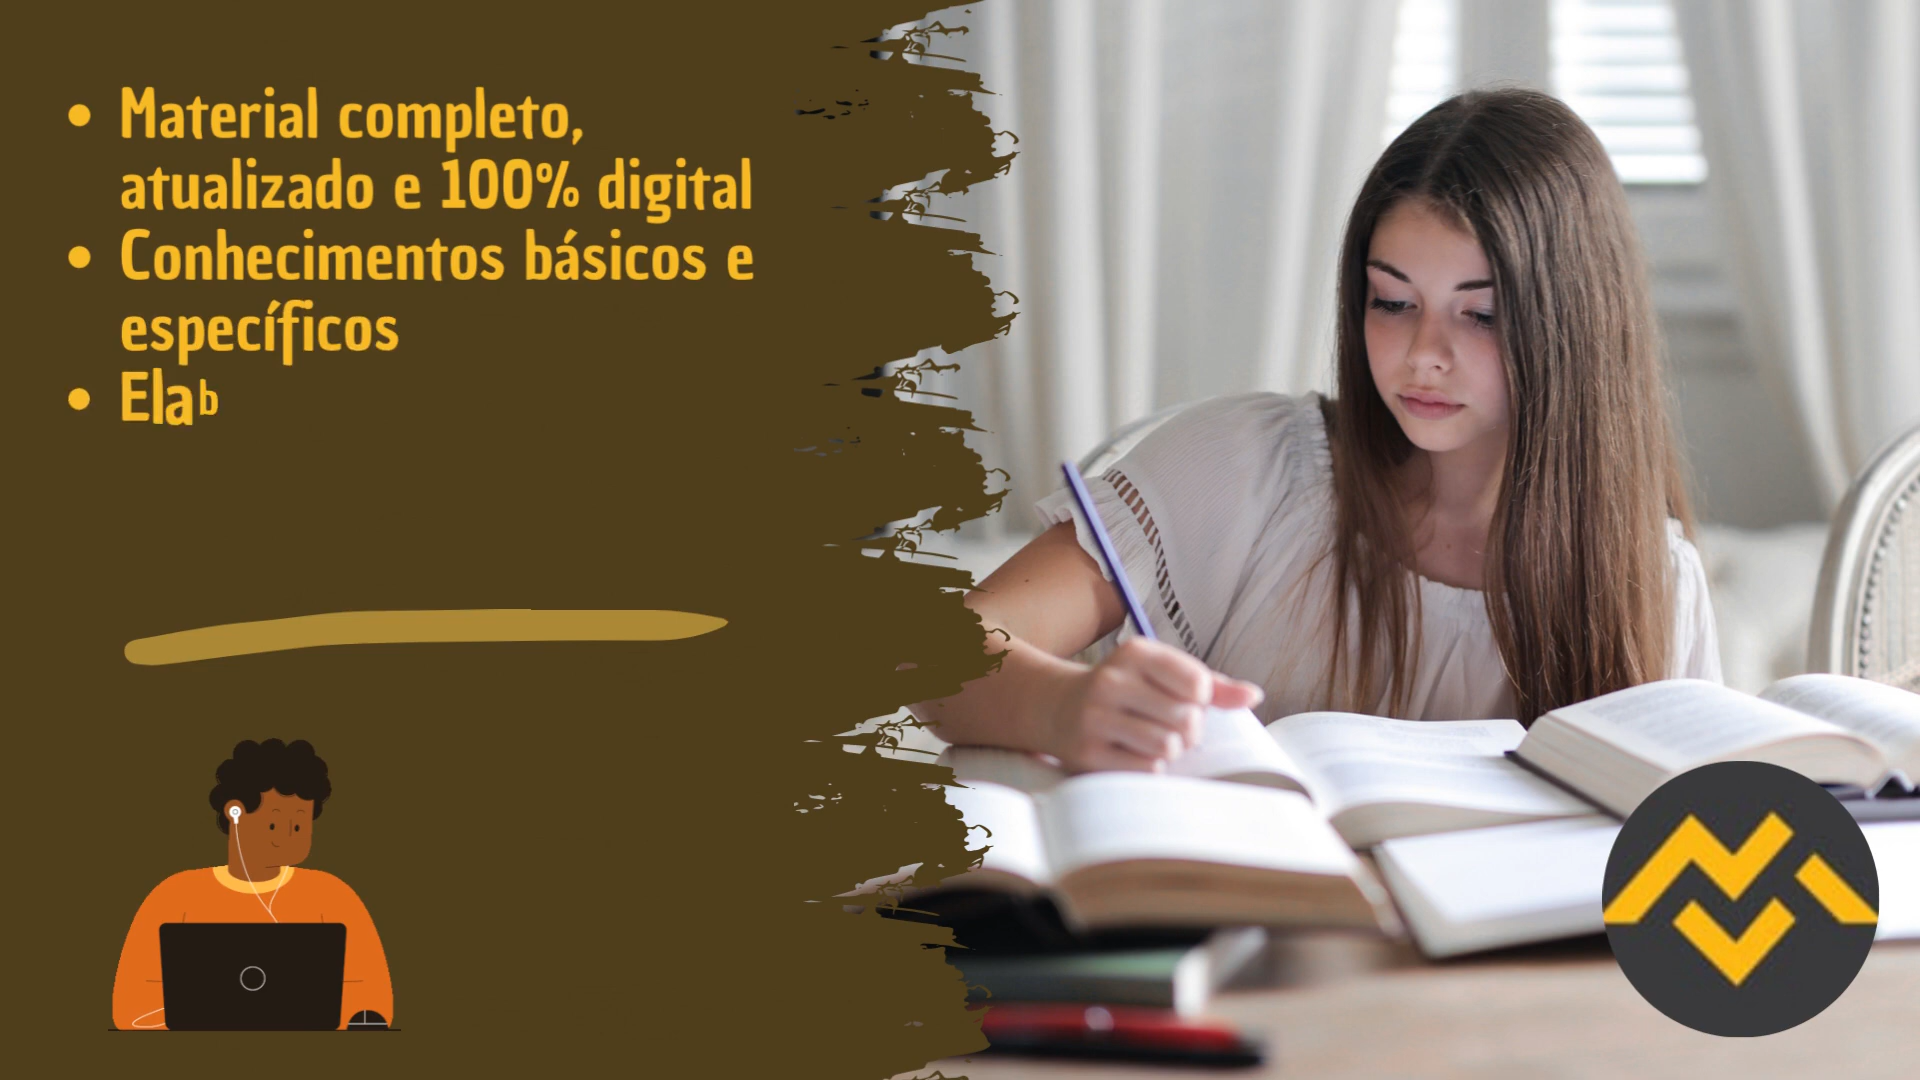 • Material completo,
atualizado e 100% digital
• Conhecimentos básicos e
específicos
• Elab